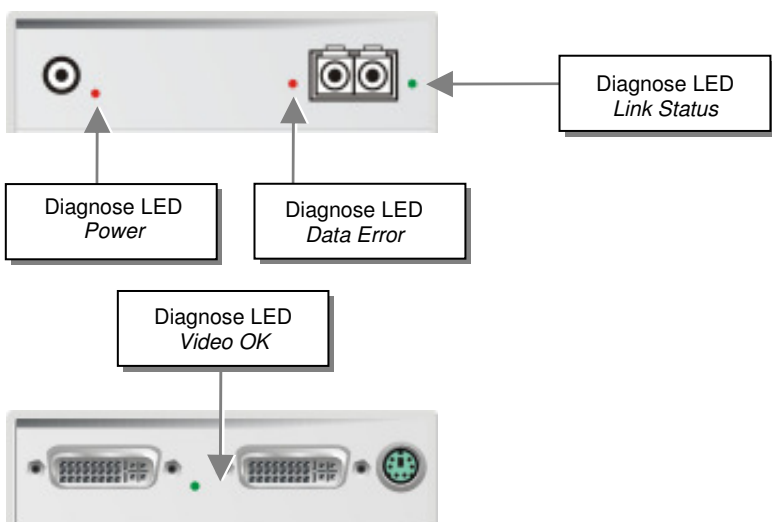 Diagnose LED
Link Status
Diagnose LED
Power
Diagnose LED
Data Error
Diagnose LED
Video OK